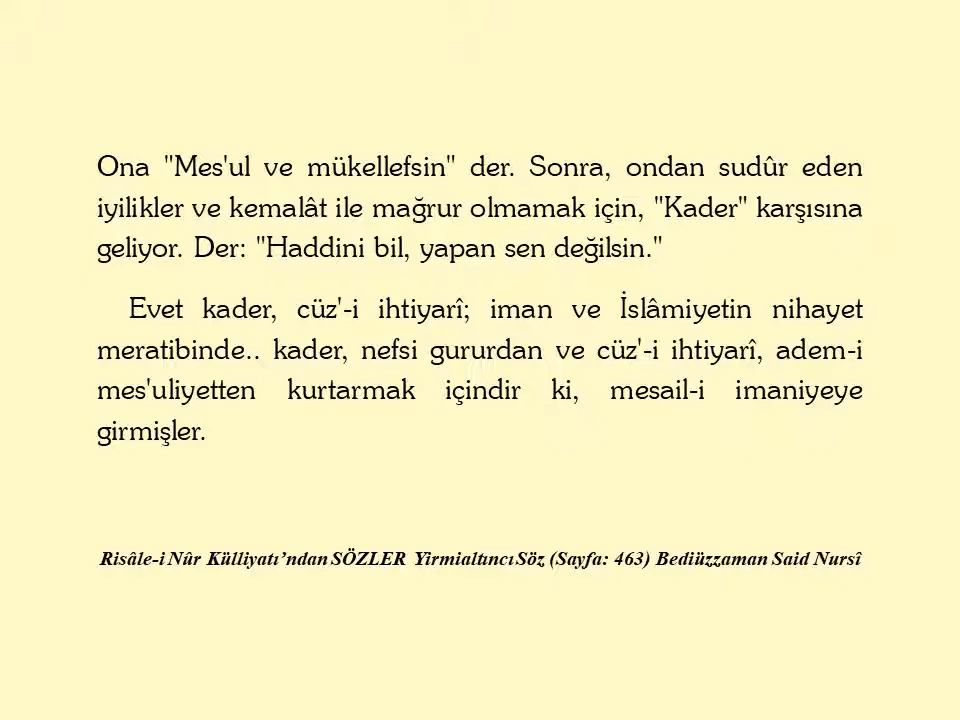 Ona "Mes'ul ve mükellefsin" der. Sonra, ondan sudûr eden
iyilikler ve kemalât ile mağrur olmamak için, "Kader" karşısına
geliyor. Der: "Haddini bil, yapan sen değilsin."
Evet kader, cüz'-i ihtiyarî; iman ve İslâmiyetin nihayet
meratibinde.. kader, nefsi gururdan ve cüz'-i ihtiyarî, adem-i
mes'uliyetten kurtarmak içindir ki, mesail-i imaniyeye
girmişler.
Risâle-i Nûr Külliyatı’ndan SÖZLER Yirmialtıncı Söz (Sayfa: 463) Bediüzzaman Said Nursî